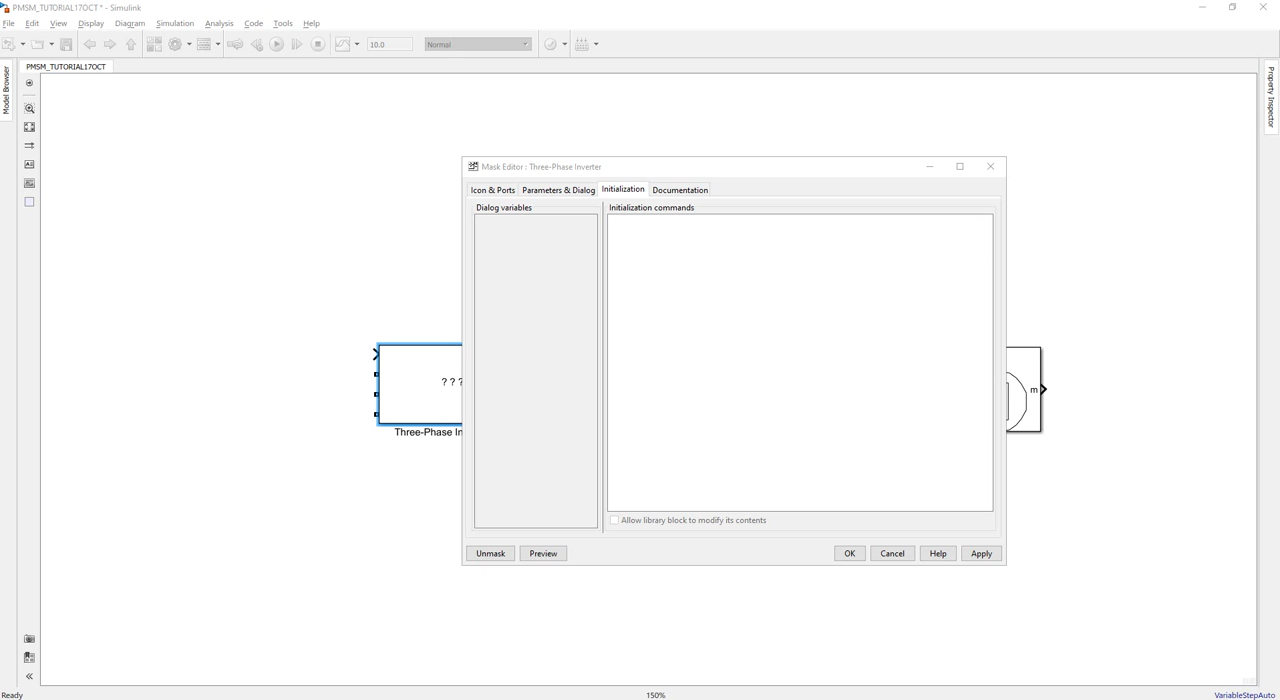 PMSM_TUTORIAL17OCT * - Simulink
File Edit View Display Diagram Simulation Analysis Code Tools Help
10.0 Normal
Model Browser
PMSM_TUTORIAL17OCT
Property Inspector
Mask Editor : Three-Phase Inverter
Icon & Ports Parameters & Dialog Initialization Documentation
Dialog variables Initialization commands
? ? ?
m
Three-Phase In
Allow library block to modify its contents
Unmask Preview OK Cancel Help Apply
Ready 150% VariableStepAuto